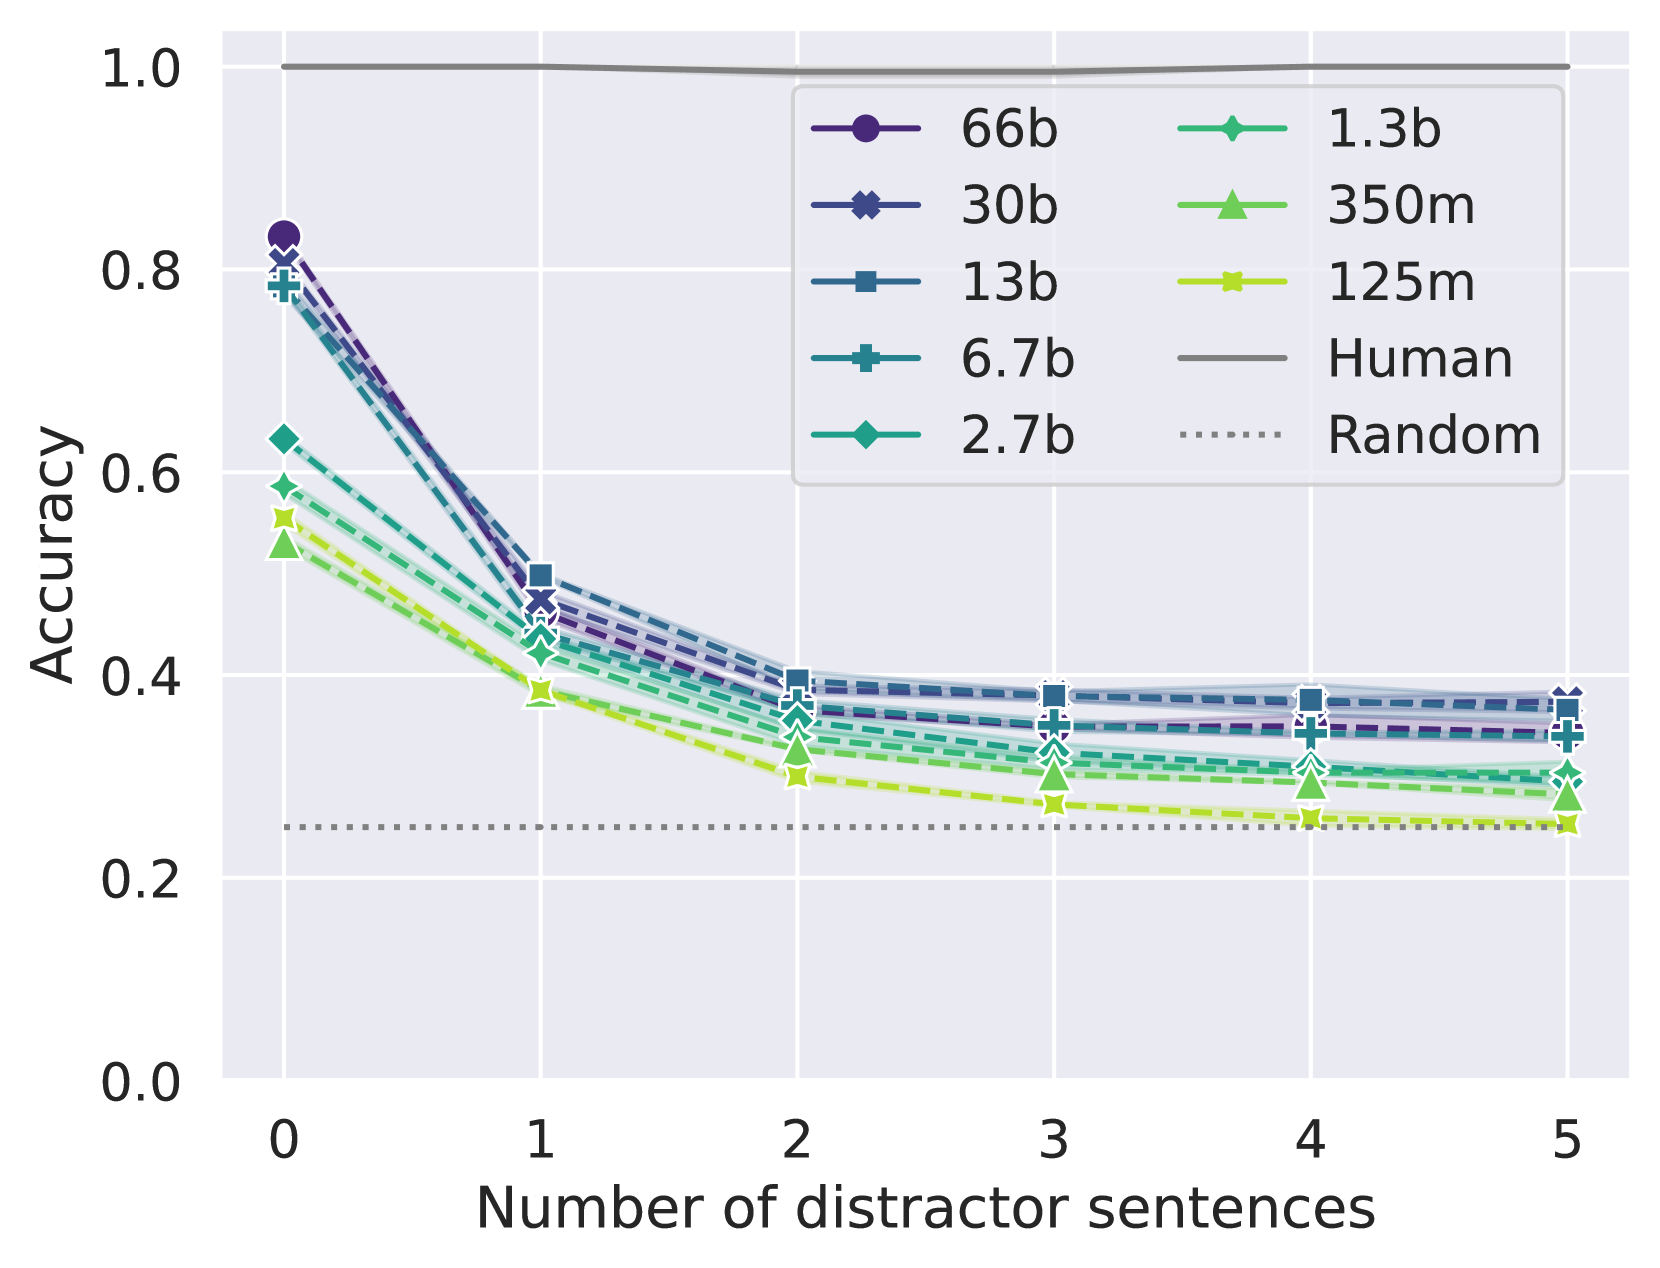 1.0
0.8
0.6
0.4
0.2
0.0
Accuracy
66b
30b
13b
6.7b
2.7b
1.3b
350m
125m
Human
Random
0 1 2 3 4 5
Number of distractor sentences